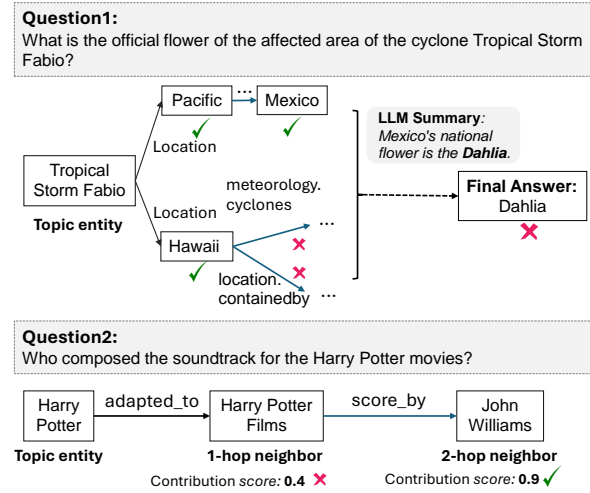 Question1:
What is the official flower of the affected area of the cyclone Tropical Storm
Fabio?
Pacific
...
Mexico
LLM Summary:
Mexico's national
flower is the Dahlia.
Location
Tropical
Storm Fabio
Topic entity
meteorology.
cyclones
Final Answer:
Dahlia
Location
...
Hawaii
location.
containedby
...
Question2:
Who composed the soundtrack for the Harry Potter movies?
Harry
Potter
adapted_to
Harry Potter
Films
score_by
John
Williams
Topic entity
1-hop neighbor
2-hop neighbor
Contribution score: 0.4
Contribution score: 0.9